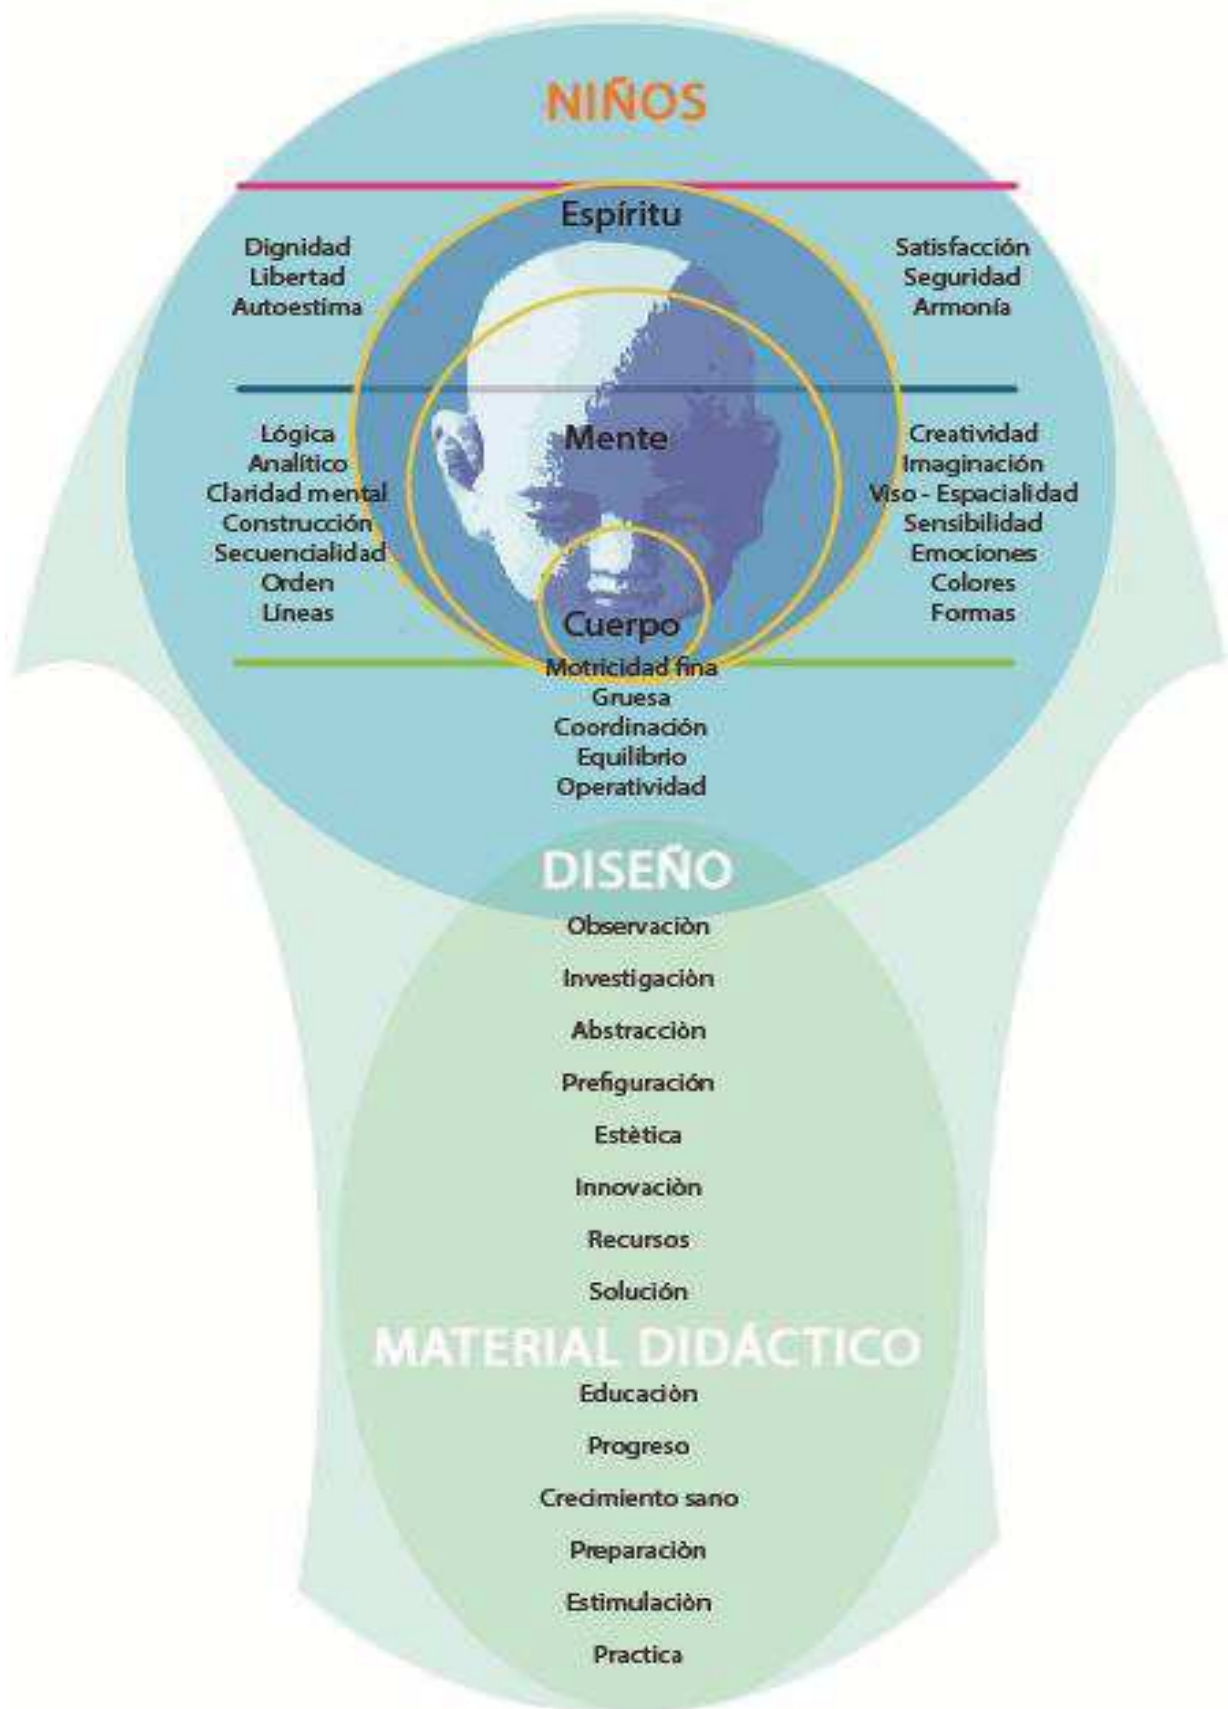 NIÑOS
Espíritu
Dignidad
Libertad
Autoestima
Satisfacción
Seguridad
Armonía
Mente
Lógica
Analítico
Claridad mental
Construcción
Secuencialidad
Orden
Líneas
Creatividad
Imaginación
Viso - Espacialidad
Sensibilidad
Emociones
Colores
Formas
Cuerpo
Motricidad fina
Gruesa
Coordinación
Equilibrio
Operatividad
DISEÑO
Observaciòn
Investigaciòn
Abstracciòn
Prefiguración
Estètica
Innovaciòn
Recursos
Solución
MATERIAL DIDÁCTICO
Educaciòn
Progreso
Crecimiento sano
Preparaciòn
Estimulaciòn
Practica